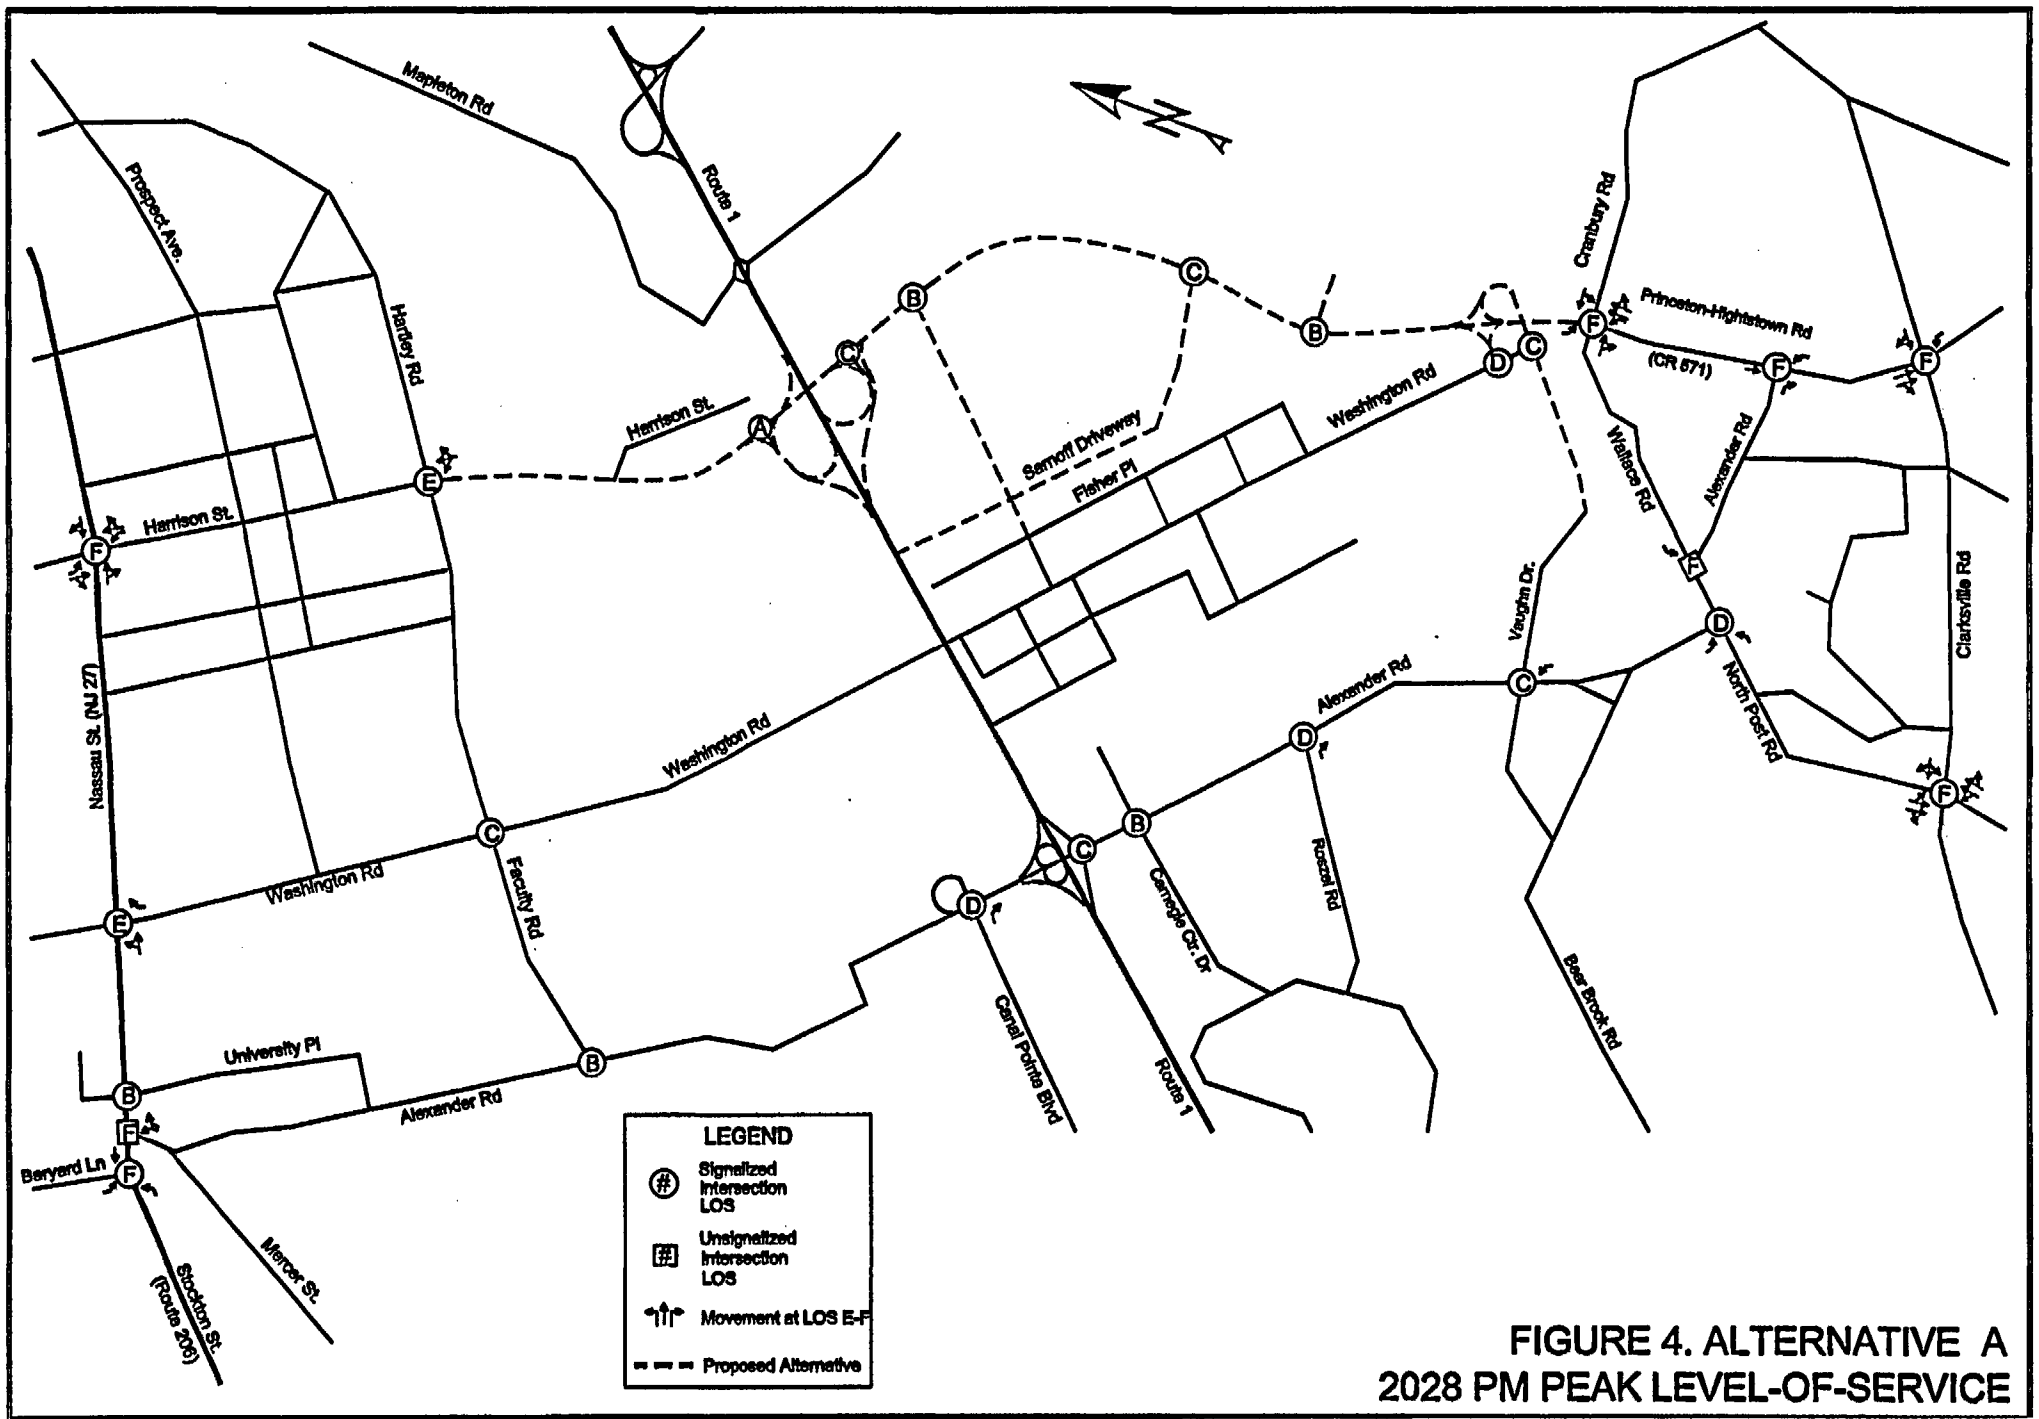 Mapleton Rd
Route 1
N
Prospect Ave.
Cranbury Rd
Princeton-Hightstown Rd
(CR 571)
Hartley Rd
Harrison St.
Washington Rd
Sarnoff Driveway
Fisher Pl
Wallace Rd
Alexander Rd
Harrison St.
Vaughn Dr.
Clarksville Rd
Nassau St. (NJ 27)
Washington Rd
Alexander Rd
North Post Rd
Washington Rd
Faculty Rd
Carnegie Ctr. Dr
Roszel Rd
Bear Brook Rd
Canal Pointe Blvd
Route 1
University Pl
Alexander Rd
Baryard Ln
Mercer St.
Stockton St.
(Route 206)
B
C
C
B
A
C
D
F
F
F
E
F
F
D
C
D
F
C
B
C
D
E
B
B
F
F
LEGEND
# Signalized
Intersection
LOS
# Unsignalized
Intersection
LOS
Movement at LOS E-F
Proposed Alternative
FIGURE 4. ALTERNATIVE A
2028 PM PEAK LEVEL-OF-SERVICE